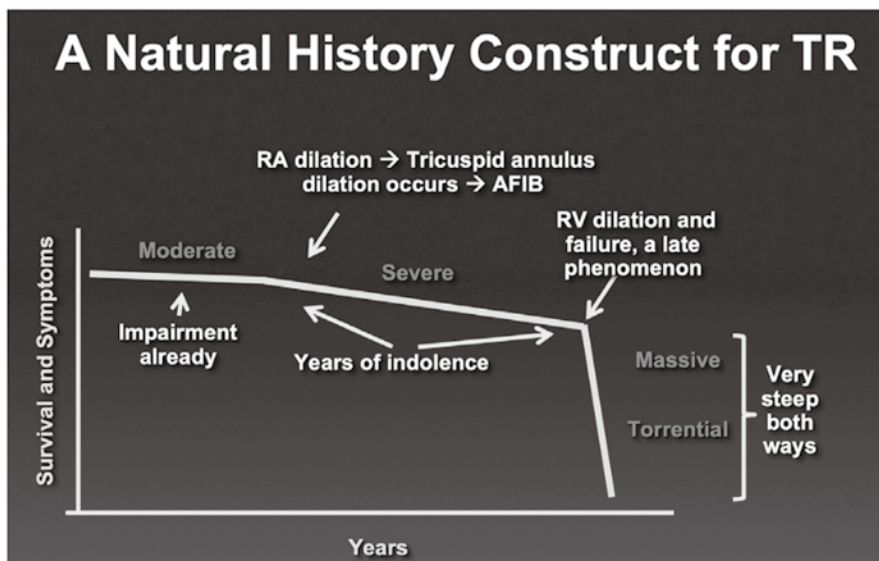 A Natural History Construct for TR
RA dilation → Tricuspid annulus
dilation occurs → AFIB
RV dilation and
failure, a late
phenomenon
Survival and Symptoms
Moderate
Severe
Impairment
already
Years of indolence
Massive
Torrential
Very
steep
both
ways
Years